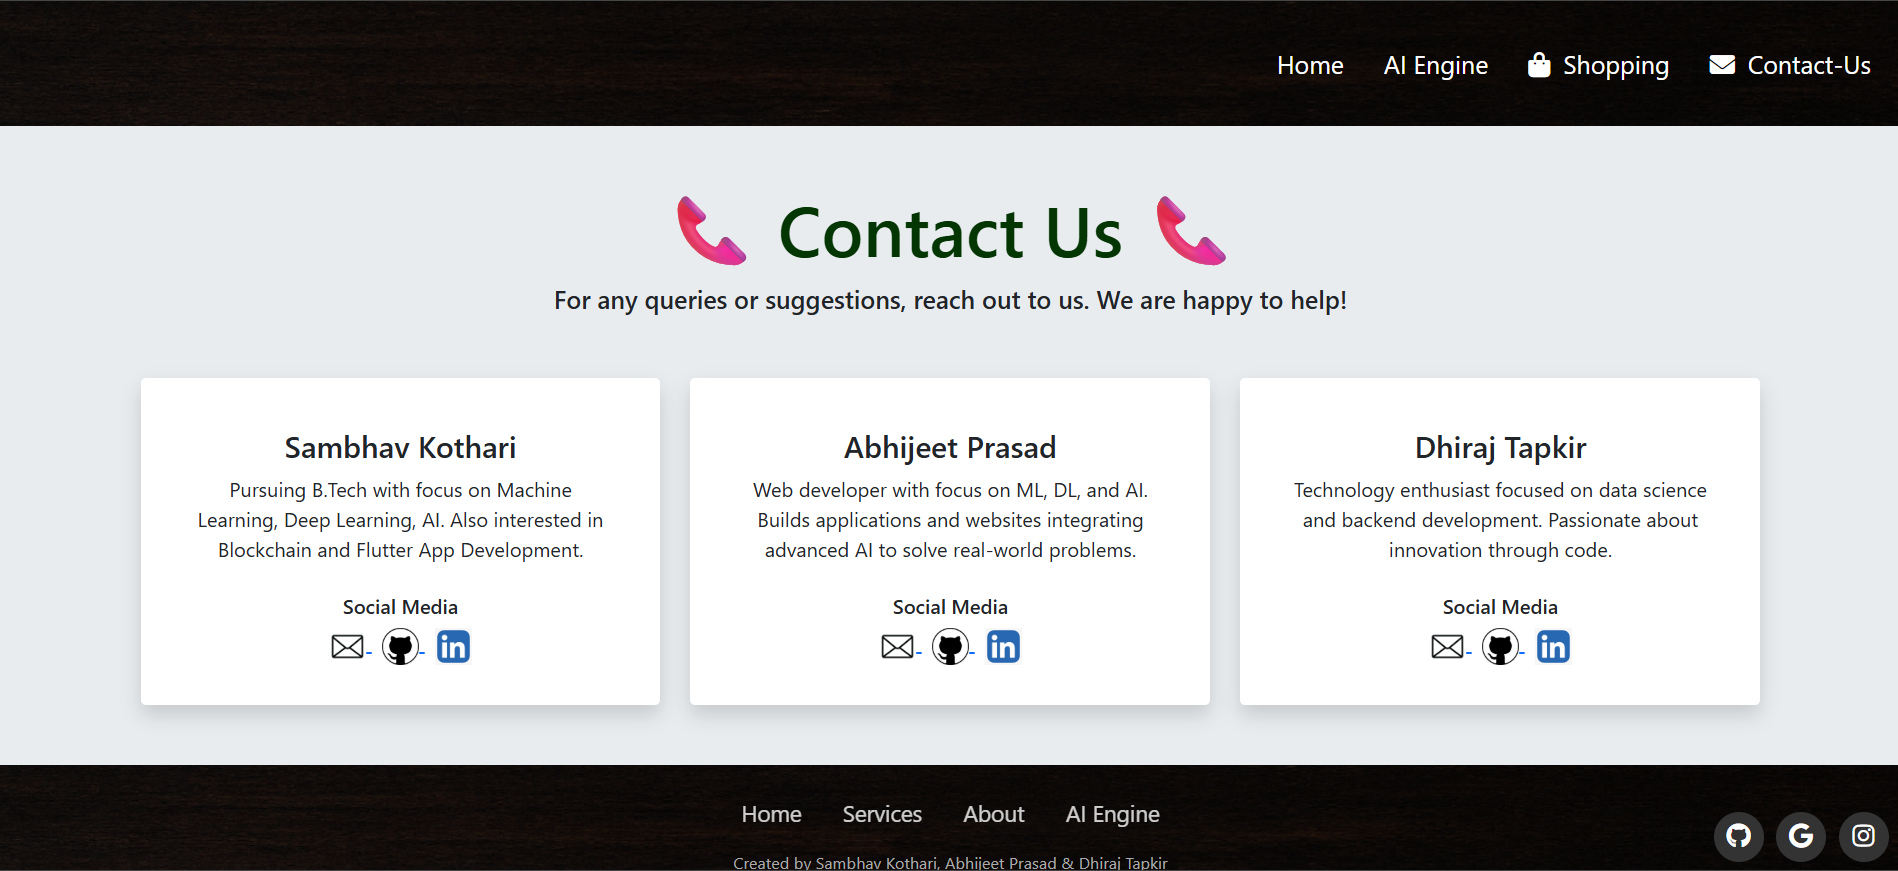 Home AI Engine Shopping Contact-Us
Contact Us
For any queries or suggestions, reach out to us. We are happy to help!
Sambhav Kothari
Pursuing B.Tech with focus on Machine
Learning, Deep Learning, AI. Also interested in
Blockchain and Flutter App Development.
Social Media
in
Abhijeet Prasad
Web developer with focus on ML, DL, and AI.
Builds applications and websites integrating
advanced AI to solve real-world problems.
Social Media
in
Dhiraj Tapkir
Technology enthusiast focused on data science
and backend development. Passionate about
innovation through code.
Social Media
in
Home Services About AI Engine
G
Created by Sambhav Kothari, Abhijeet Prasad & Dhiraj Tapkir